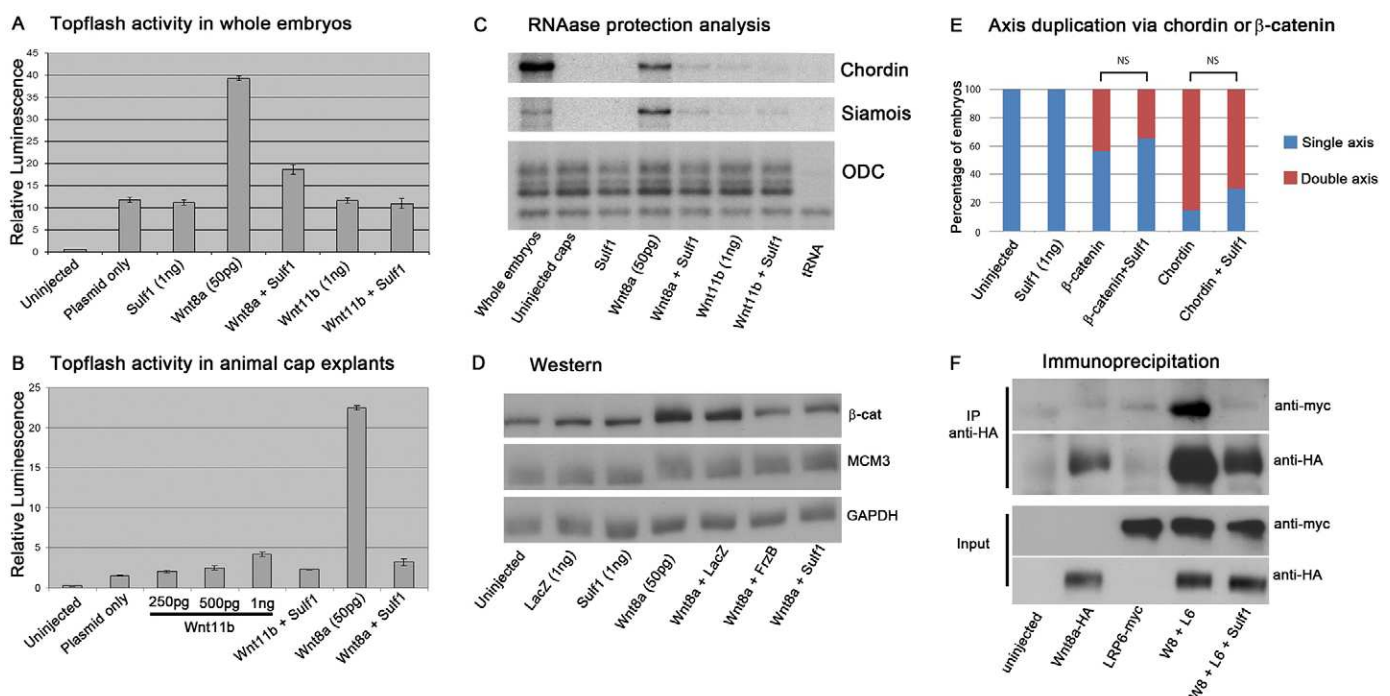 A Topflash activity in whole embryos
Relative Luminescence
45
40
35
30
25
20
15
10
5
0
Uninjected
Plasmid only
Sulf1 (1ng)
Wnt8a (50pg)
Wnt8a + Sulf1
Wnt11b (1ng)
Wnt11b + Sulf1
B Topflash activity in animal cap explants
Relative Luminescence
25
20
15
10
5
0
Uninjected
Plasmid only
250pg 500pg 1ng
Wnt11b
Wnt11b + Sulf1
Wnt8a (50pg)
Wnt8a + Sulf1
C RNAase protection analysis
Chordin
Siamois
ODC
Whole embryos
Uninjected caps
Sulf1
Wnt8a (50pg)
Wnt8a + Sulf1
Wnt11b (1ng)
Wnt11b + Sulf1
tRNA
D Western
β-cat
MCM3
GAPDH
Uninjected
LacZ (1ng)
Sulf1 (1ng)
Wnt8a (50pg)
Wnt8a + LacZ
Wnt8a + FrzB
Wnt8a + Sulf1
E Axis duplication via chordin or β-catenin
NS NS
Percentage of embryos
100
80
60
40
20
0
Single axis
Double axis
Uninjected
Sulf1 (1ng)
β-catenin
β-catenin+Sulf1
Chordin
Chordin + Sulf1
F Immunoprecipitation
IP
anti-HA
anti-myc
anti-HA
Input
anti-myc
anti-HA
uninjected
Wnt8a-HA
LRP6-myc
W8 + L6
W8 + L6 + Sulf1